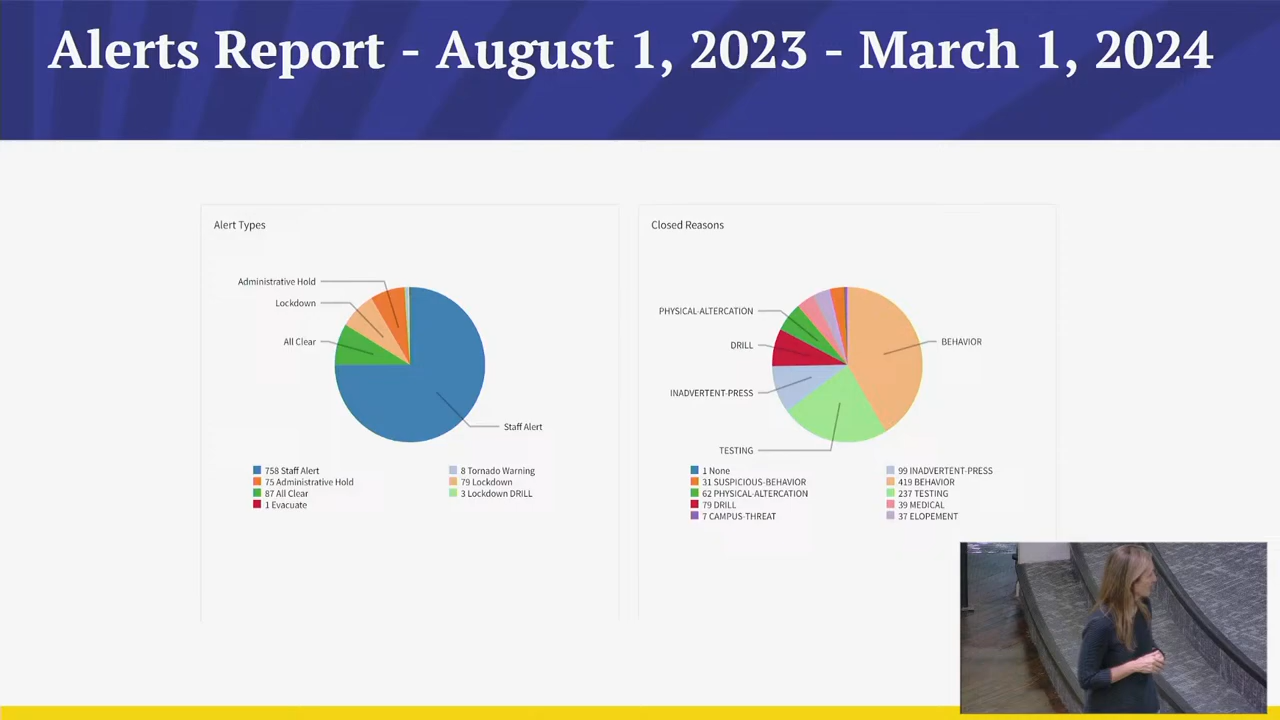 Alerts Report - August 1, 2023 - March 1, 2024
Alert Types
Administrative Hold
Lockdown
All Clear
Staff Alert
758 Staff Alert
75 Administrative Hold
87 All Clear
1 Evacuate
8 Tornado Warning
79 Lockdown
3 Lockdown DRILL
Closed Reasons
PHYSICAL-ALTERCATION
DRILL
INADVERTENT-PRESS
TESTING
BEHAVIOR
1 None
31 SUSPICIOUS-BEHAVIOR
62 PHYSICAL-ALTERCATION
79 DRILL
7 CAMPUS-THREAT
99 INADVERTENT-PRESS
419 BEHAVIOR
237 TESTING
39 MEDICAL
37 ELOPEMENT